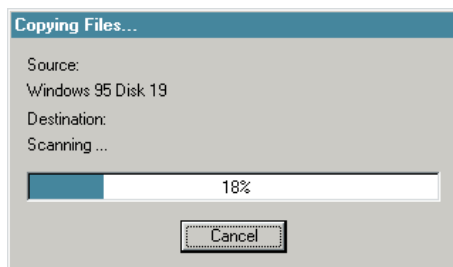 Copying Files...
Source:
Windows 95 Disk 19
Destination:
Scanning ...
18%
Cancel